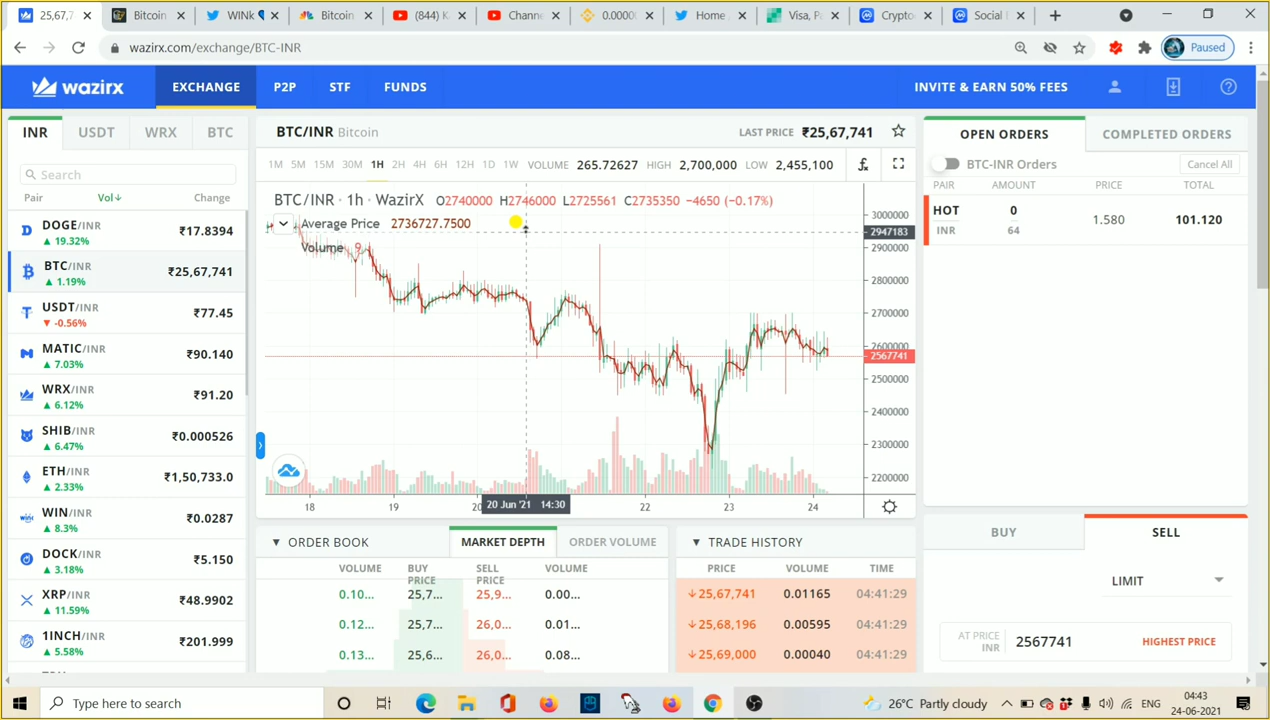 25,67,7
Bitcoin
WINk
Bitcoin
(844) K
Channe
0.0000
Home
Visa, Pa
Crypto
Social
wazirx.com/exchange/BTC-INR
Paused
wazirx
EXCHANGE
P2P
STF
FUNDS
INVITE & EARN 50% FEES
INR
USDT
WRX
BTC
Search
Pair
Vol↓
Change
DOGE/INR
▲ 19.32%
₹17.8394
BTC/INR
▲ 1.19%
₹25,67,741
USDT/INR
▼ -0.56%
₹77.45
MATIC/INR
▲ 7.03%
₹90.140
WRX/INR
▲ 6.12%
₹91.20
SHIB/INR
▲ 6.47%
₹0.000526
ETH/INR
▲ 2.33%
₹1,50,733.0
WIN/INR
▲ 8.3%
₹0.0287
DOCK/INR
▲ 3.18%
₹5.150
XRP/INR
▲ 11.59%
₹48.9902
1INCH/INR
▲ 5.58%
₹201.999
BTC/INR Bitcoin
LAST PRICE ₹25,67,741
1M 5M 15M 30M 1H 2H 4H 6H 12H 1D 1W VOLUME 265.72627 HIGH 2,700,000 LOW 2,455,100
BTC/INR · 1h · WazirX O2740000 H2746000 L2725561 C2735350 −4650 (−0.17%)
Average Price 2736727.7500
Volume 9
3000000
2947183
2900000
2800000
2700000
2600000
2567741
2500000
2400000
2300000
2200000
18 19 20 22 23 24
20 Jun '21 14:30
▼ ORDER BOOK
MARKET DEPTH
ORDER VOLUME
VOLUME BUY PRICE SELL PRICE VOLUME
0.10... 25,7... 25,9... 0.00...
0.12... 25,7... 26,0... 0.01...
0.13... 25,6... 26,0... 0.08...
▼ TRADE HISTORY
PRICE VOLUME TIME
↓25,67,741 0.01165 04:41:29
↓25,68,196 0.00595 04:41:29
↓25,69,000 0.00040 04:41:29
OPEN ORDERS
COMPLETED ORDERS
BTC-INR Orders
Cancel All
PAIR AMOUNT PRICE TOTAL
HOT 0
1.580 101.120
INR 64
BUY
SELL
LIMIT
AT PRICE
INR
2567741
HIGHEST PRICE
Type here to search
26°C Partly cloudy
ENG
04:43
24-06-2021